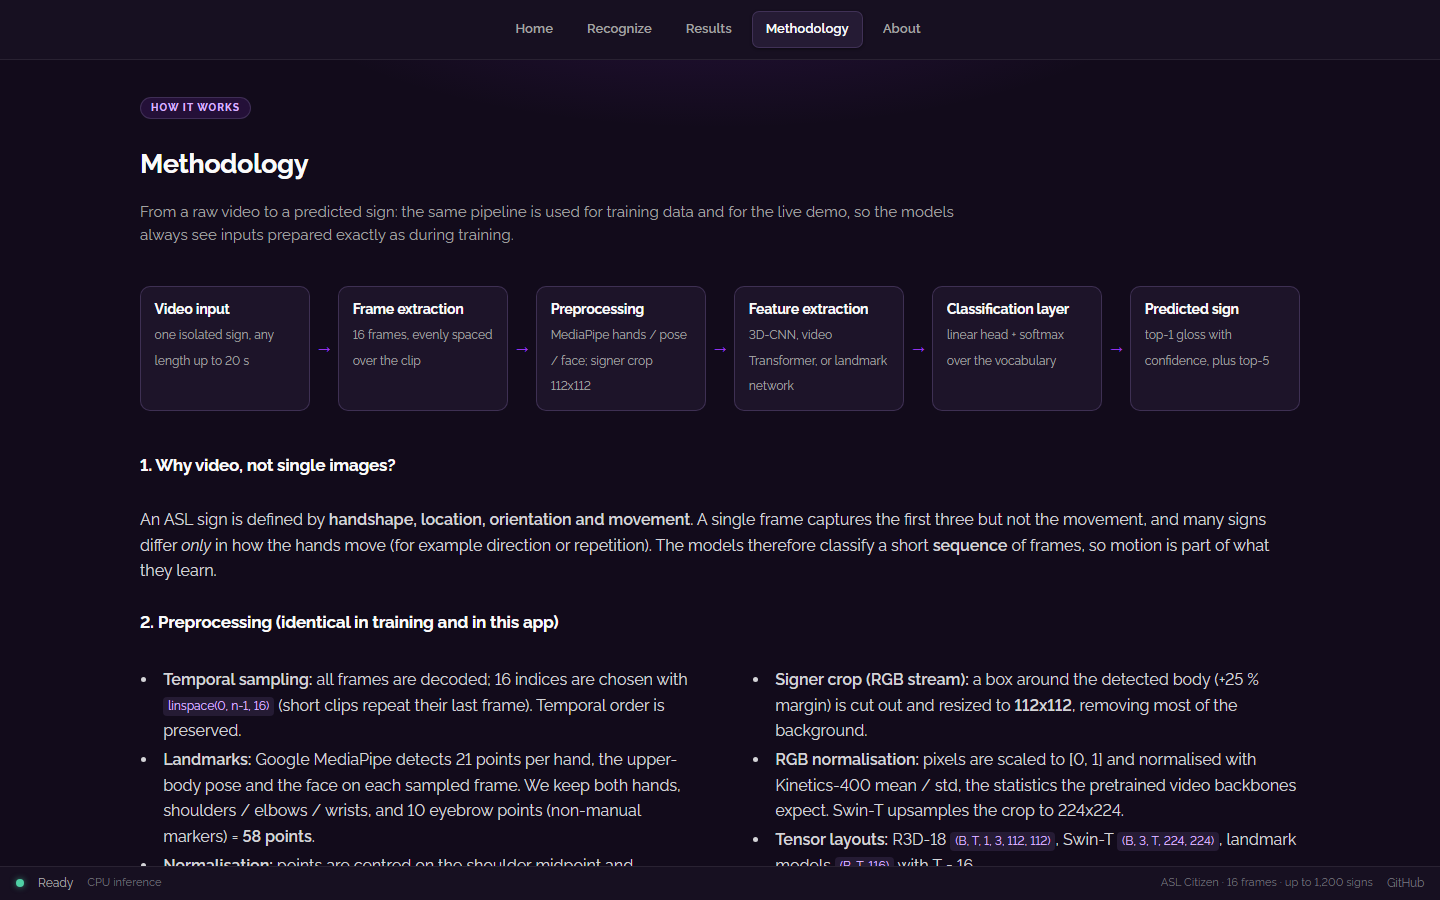 Home Recognize Results Methodology About
HOW IT WORKS
Methodology
From a raw video to a predicted sign: the same pipeline is used for training data and for the live demo, so the models
always see inputs prepared exactly as during training.
Video input
one isolated sign, any
length up to 20 s
→
Frame extraction
16 frames, evenly spaced
over the clip
→
Preprocessing
MediaPipe hands / pose
/ face; signer crop
112x112
→
Feature extraction
3D-CNN, video
Transformer, or landmark
network
→
Classification layer
linear head + softmax
over the vocabulary
→
Predicted sign
top-1 gloss with
confidence, plus top-5
1. Why video, not single images?
An ASL sign is defined by handshape, location, orientation and movement. A single frame captures the first three but not the movement, and many signs
differ only in how the hands move (for example direction or repetition). The models therefore classify a short sequence of frames, so motion is part of what
they learn.
2. Preprocessing (identical in training and in this app)
• Temporal sampling: all frames are decoded; 16 indices are chosen with
linspace(0, n-1, 16) (short clips repeat their last frame). Temporal order is
preserved.
• Landmarks: Google MediaPipe detects 21 points per hand, the upper-
body pose and the face on each sampled frame. We keep both hands,
shoulders / elbows / wrists, and 10 eyebrow points (non-manual
markers) = 58 points.
• Normalisation: points are centred on the shoulder midpoint and
• Signer crop (RGB stream): a box around the detected body (+25 %
margin) is cut out and resized to 112x112, removing most of the
background.
• RGB normalisation: pixels are scaled to [0, 1] and normalised with
Kinetics-400 mean / std, the statistics the pretrained video backbones
expect. Swin-T upsamples the crop to 224x224.
• Tensor layouts: R3D-18 (B, T, 1, 3, 112, 112), Swin-T (B, 3, T, 224, 224), landmark
models (B, T, 116) with T = 16.
Ready CPU inference
ASL Citizen · 16 frames · up to 1,200 signs GitHub